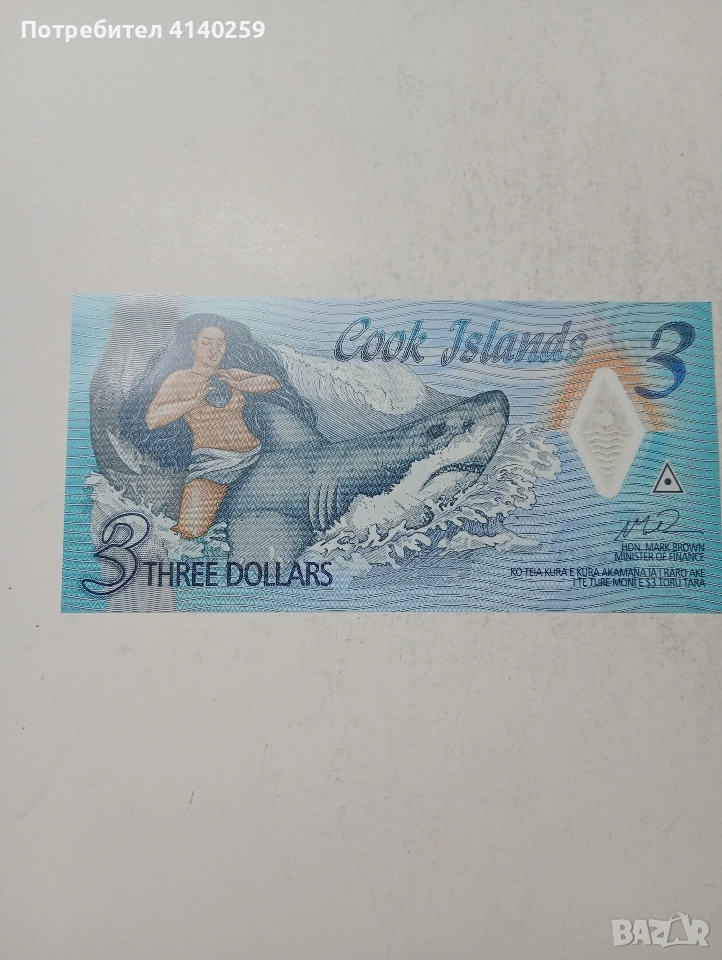 Потребител 4140259
Cook Islands
3
HON. MARK BROWN
MINISTER OF FINANCE
3 THREE DOLLARS
KO TEIA KURA E KURA AKAMANA IA I RARO AKE
I TE TURE MONI E $3 TORU TARA
BAZAR